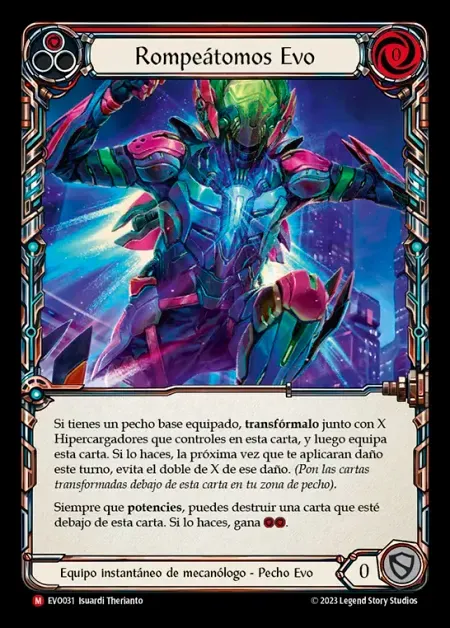 Rompeátomos Evo
0
Si tienes un pecho base equipado, transfórmalo junto con X
Hipercargadores que controles en esta carta, y luego equipa
esta carta. Si lo haces, la próxima vez que te aplicaran daño
este turno, evita el doble de X de ese daño. (Pon las cartas
transformadas debajo de esta carta en tu zona de pecho).
Siempre que potencies, puedes destruir una carta que esté
debajo de esta carta. Si lo haces, gana
Equipo instantáneo de mecanólogo - Pecho Evo
0
M EVO031 Isuardi Therianto
© 2023 Legend Story Studios